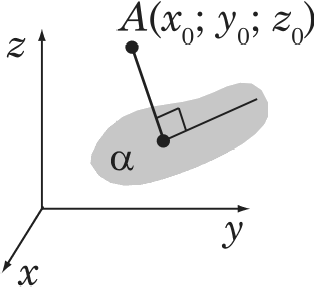 A(x₀; y₀; z₀)
z
α
y
x